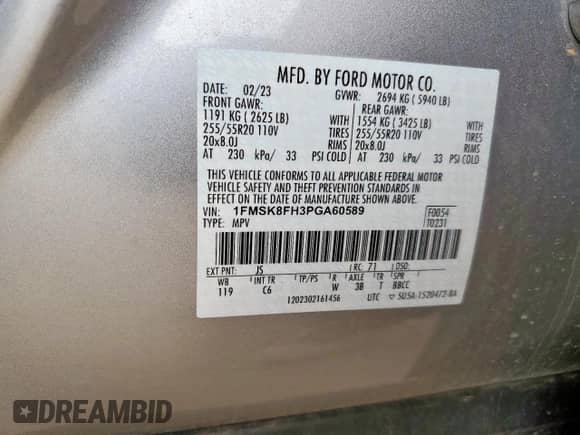 MFD. BY FORD MOTOR CO.
DATE: 02/23 GVWR: 2694 KG ( 5940 LB)
FRONT GAWR: REAR GAWR:
1191 KG ( 2625 LB) WITH 1554 KG ( 3425 LB) WITH
255/55R20 110V TIRES 255/55R20 110V TIRES
20x8.0J RIMS 20x8.0J RIMS
AT 230 kPa/ 33 PSI COLD AT 230 kPa/ 33 PSI COLD
THIS VEHICLE CONFORMS TO ALL APPLICABLE FEDERAL MOTOR
VEHICLE SAFETY AND THEFT PREVENTION STANDARDS IN
EFFECT ON THE DATE OF MANUFACTURE SHOWN ABOVE.
VIN: 1FMSK8FH3PGA60589 F0054
TYPE: MPV T0231
EXT PNT: JS RC: 71 DSO:
WB INT TR TP/PS R AXLE TR SPR
119 C6 W 3B T BBCC
1202302161456 UTC ▽ 5U5A-1520472-BA
DREAMBID